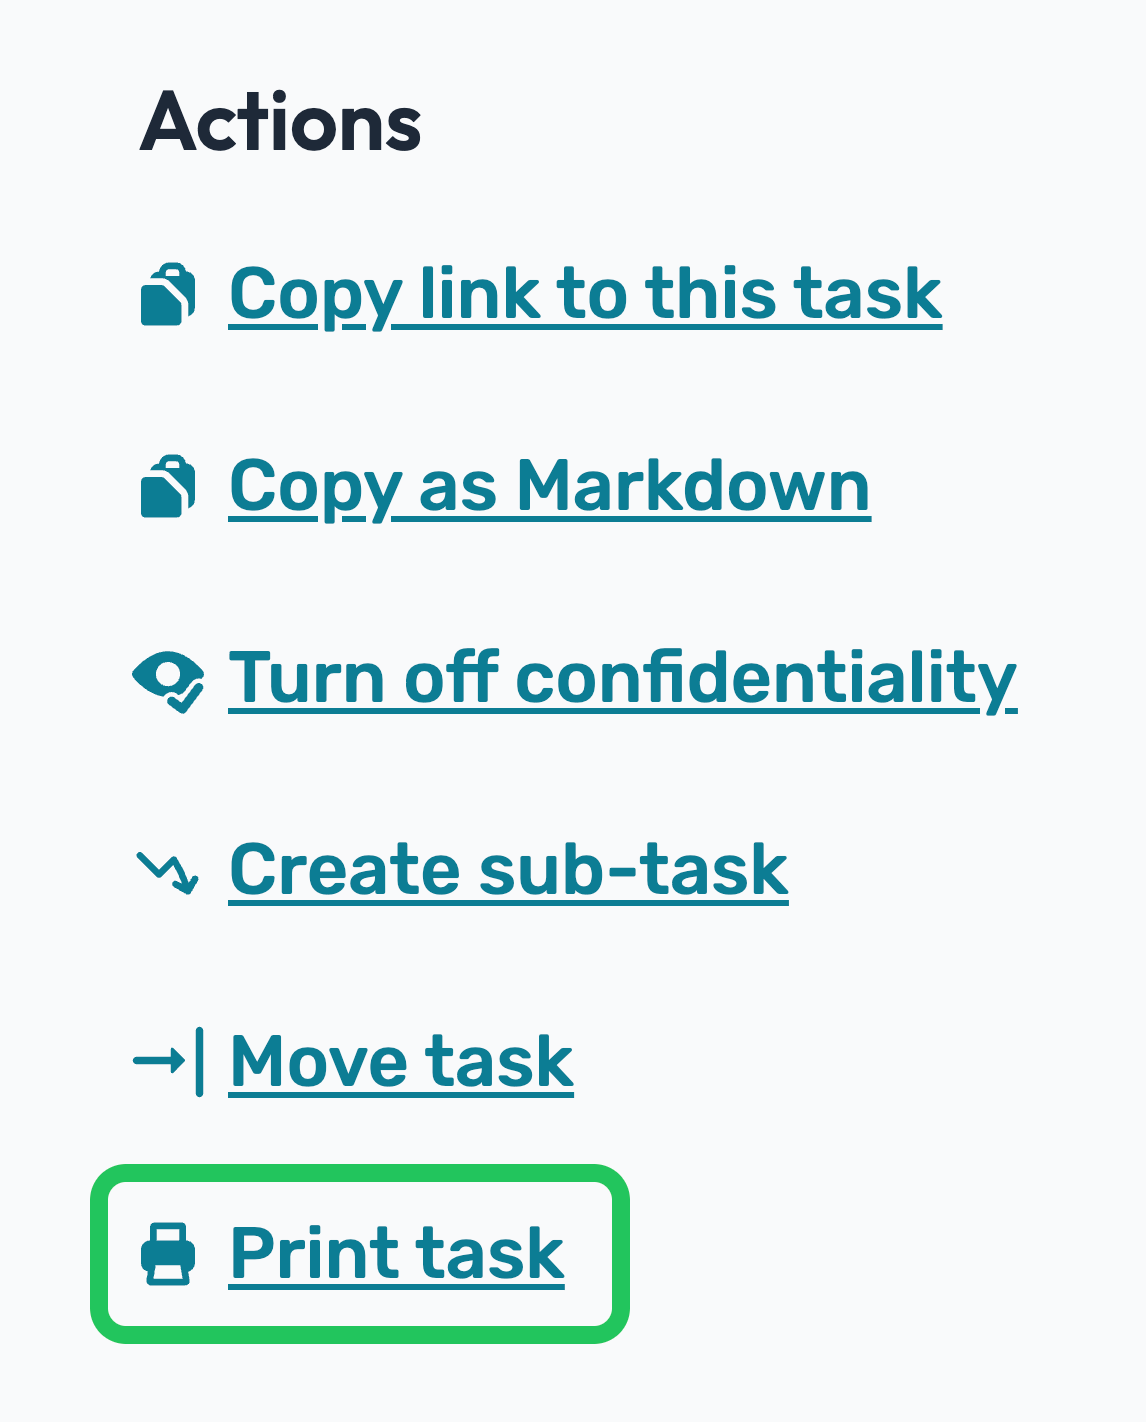 Actions
Copy link to this task
Copy as Markdown
Turn off confidentiality
Create sub-task
Move task
Print task